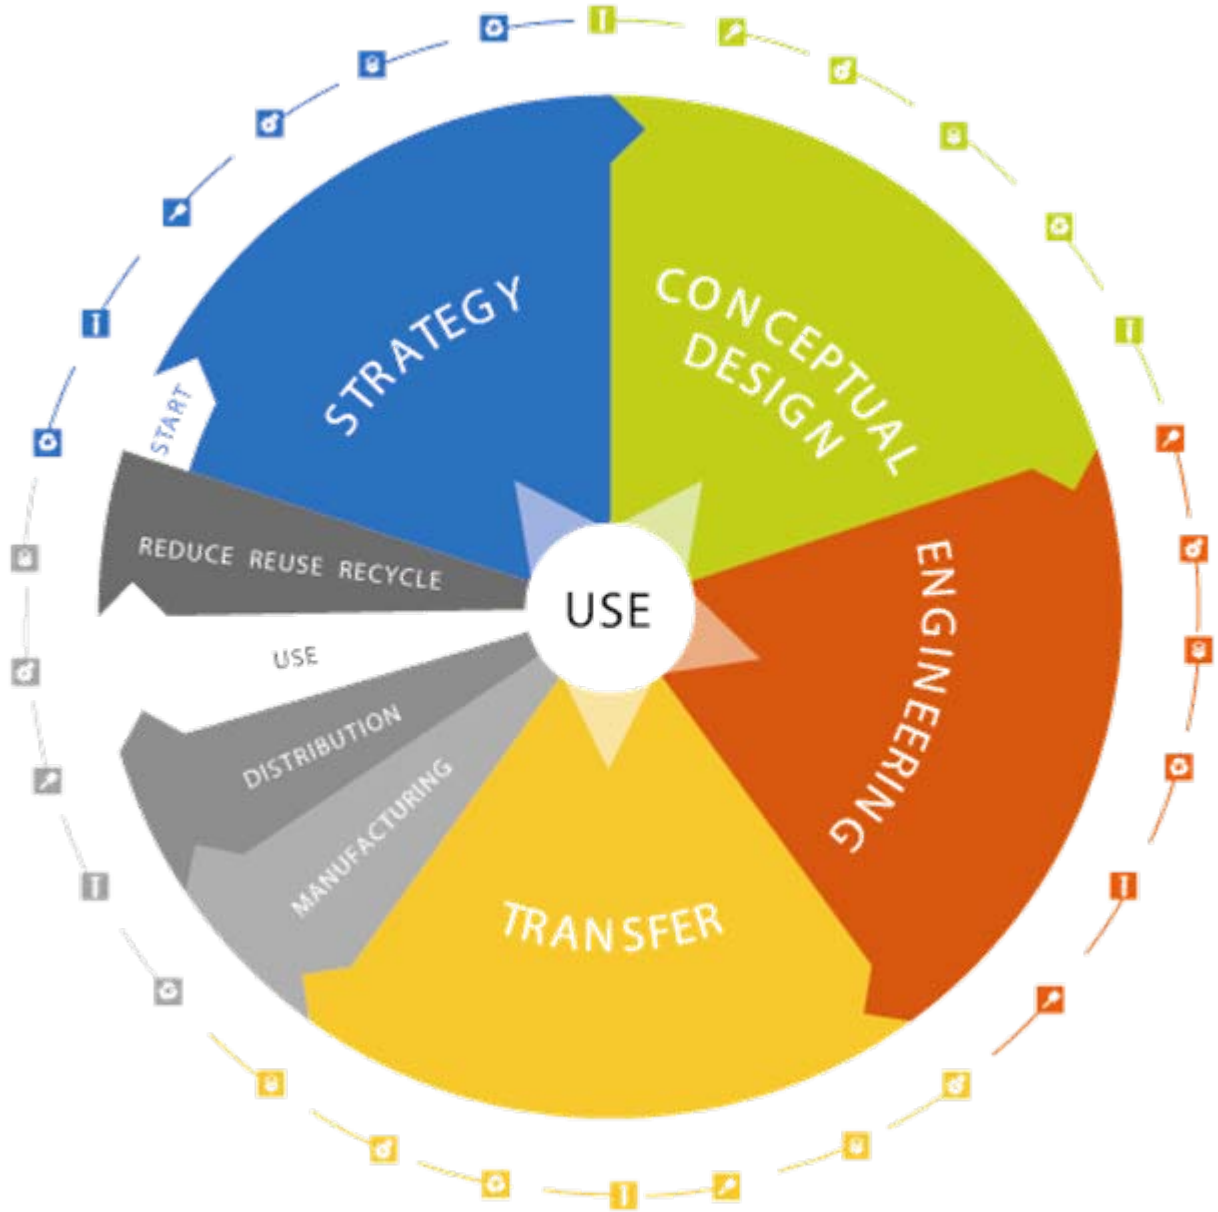 START
STRATEGY
CONCEPTUAL
DESIGN
ENGINEERING
TRANSFER
MANUFACTURING
DISTRIBUTION
USE
REDUCE REUSE RECYCLE
USE